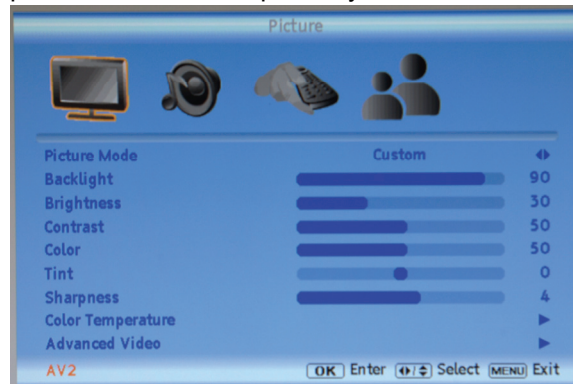 Picture
Picture Mode Custom
Backlight 90
Brightness 30
Contrast 50
Color 50
Tint 0
Sharpness 4
Color Temperature
Advanced Video
AV2 OK Enter Select MENU Exit